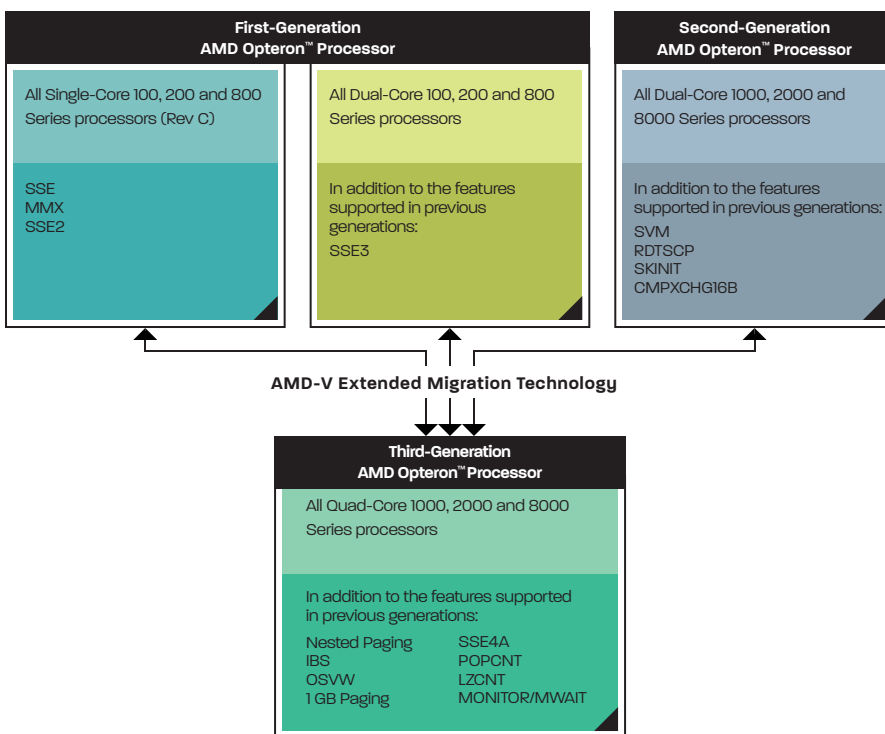 First-Generation
AMD Opteron™ Processor
All Single-Core 100, 200 and 800
Series processors (Rev C)
SSE
MMX
SSE2
All Dual-Core 100, 200 and 800
Series processors
In addition to the features
supported in previous
generations:
SSE3
Second-Generation
AMD Opteron™ Processor
All Dual-Core 1000, 2000 and
8000 Series processors
In addition to the features
supported in previous generations:
SVM
RDTSCP
SKINIT
CMPXCHG16B
AMD-V Extended Migration Technology
Third-Generation
AMD Opteron™ Processor
All Quad-Core 1000, 2000 and 8000
Series processors
In addition to the features supported
in previous generations:
Nested Paging
IBS
OSVW
1 GB Paging
SSE4A
POPCNT
LZCNT
MONITOR/MWAIT